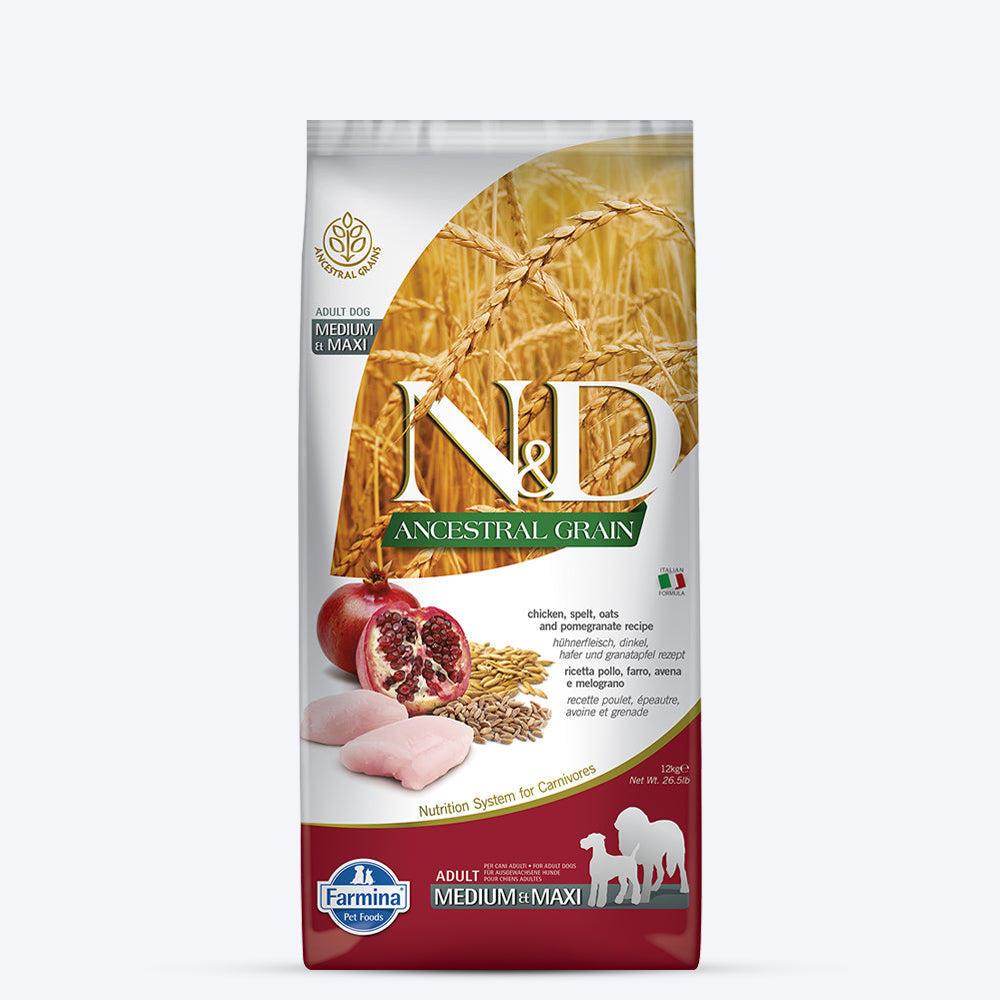 ANCESTRAL GRAINS
ADULT DOG
MEDIUM
& MAXI
N&D
ANCESTRAL GRAIN
ITALIAN
FORMULA
chicken, spelt, oats
and pomegranate recipe
hühnerfleisch, dinkel,
hafer und granatapfel rezept
ricetta pollo, farro, avena
e melograno
recette poulet, épeautre,
avoine et grenade
12kg℮
Net Wt. 26.5lb
Nutrition System for Carnivores
PER CANI ADULTI • FOR ADULT DOGS
FÜR AUSGEWACHSENE HUNDE
POUR CHIENS ADULTES
ADULT
MEDIUM & MAXI
Farmina®
Pet Foods